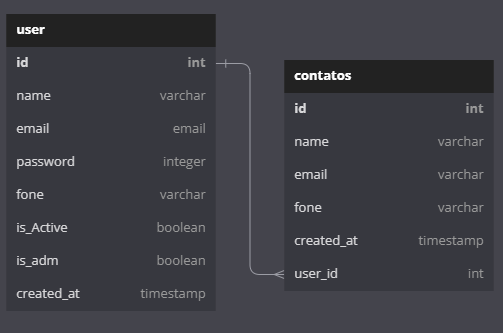 user
id int
name varchar
email email
password integer
fone varchar
is_Active boolean
is_adm boolean
created_at timestamp
contatos
id int
name varchar
email varchar
fone varchar
created_at timestamp
user_id int